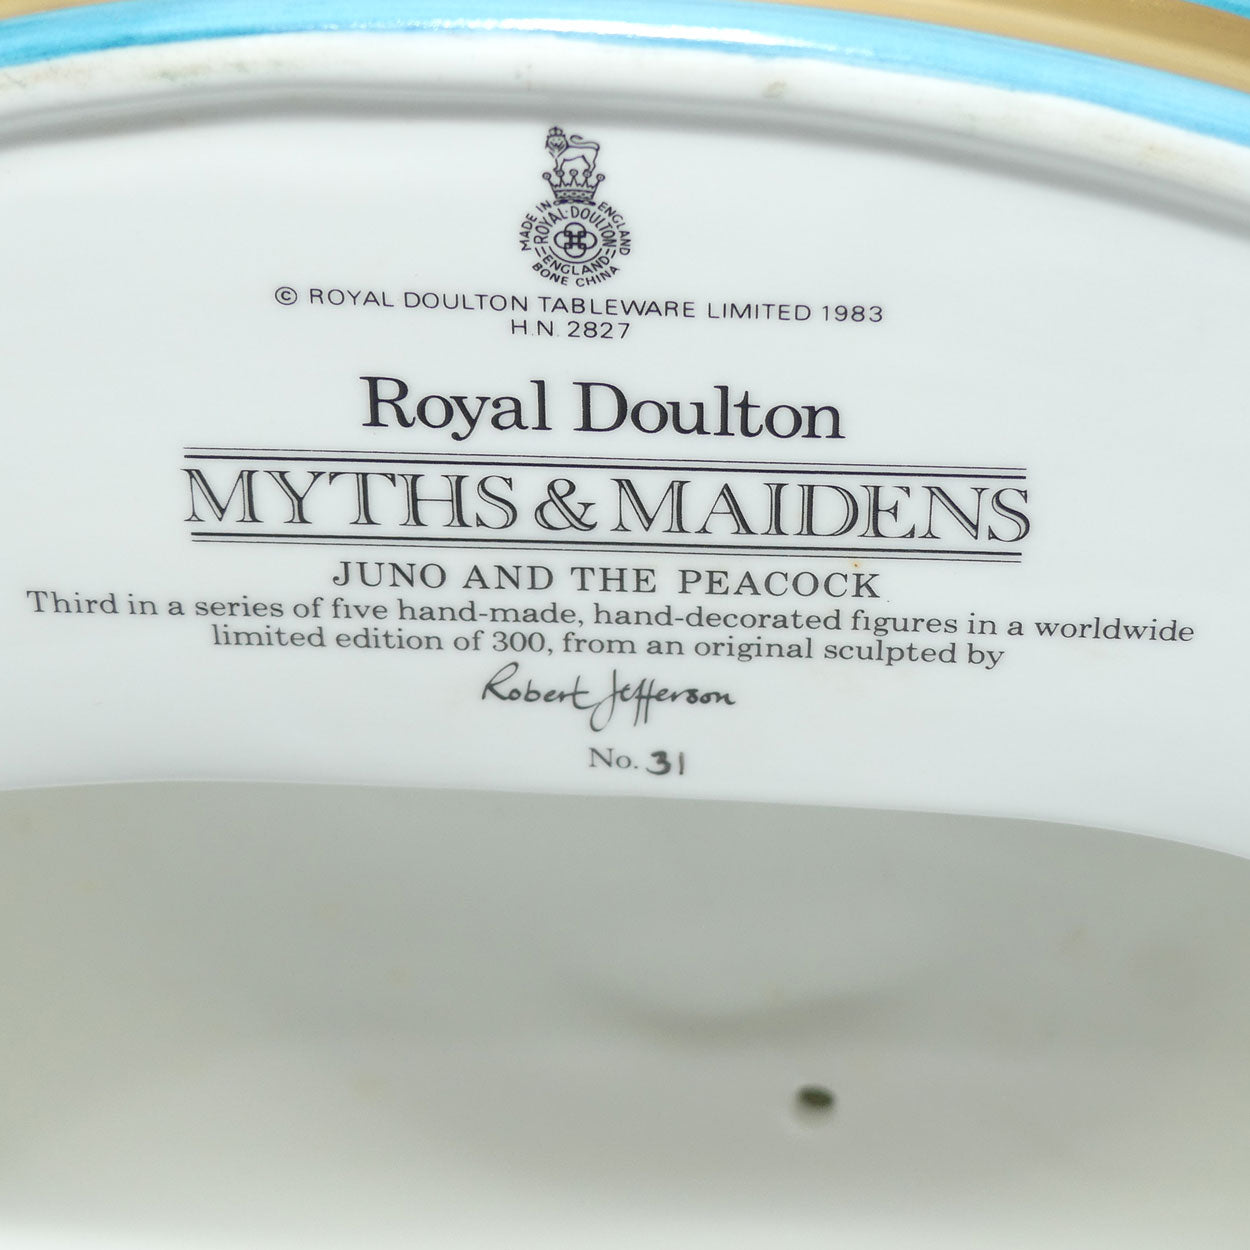 MADE IN ENGLAND
ROYAL·DOULTON
ENGLAND
BONE CHINA
© ROYAL DOULTON TABLEWARE LIMITED 1983
H.N. 2827
Royal Doulton
MYTHS & MAIDENS
JUNO AND THE PEACOCK
Third in a series of five hand-made, hand-decorated figures in a worldwide
limited edition of 300, from an original sculpted by
Robert Jefferson
No. 31